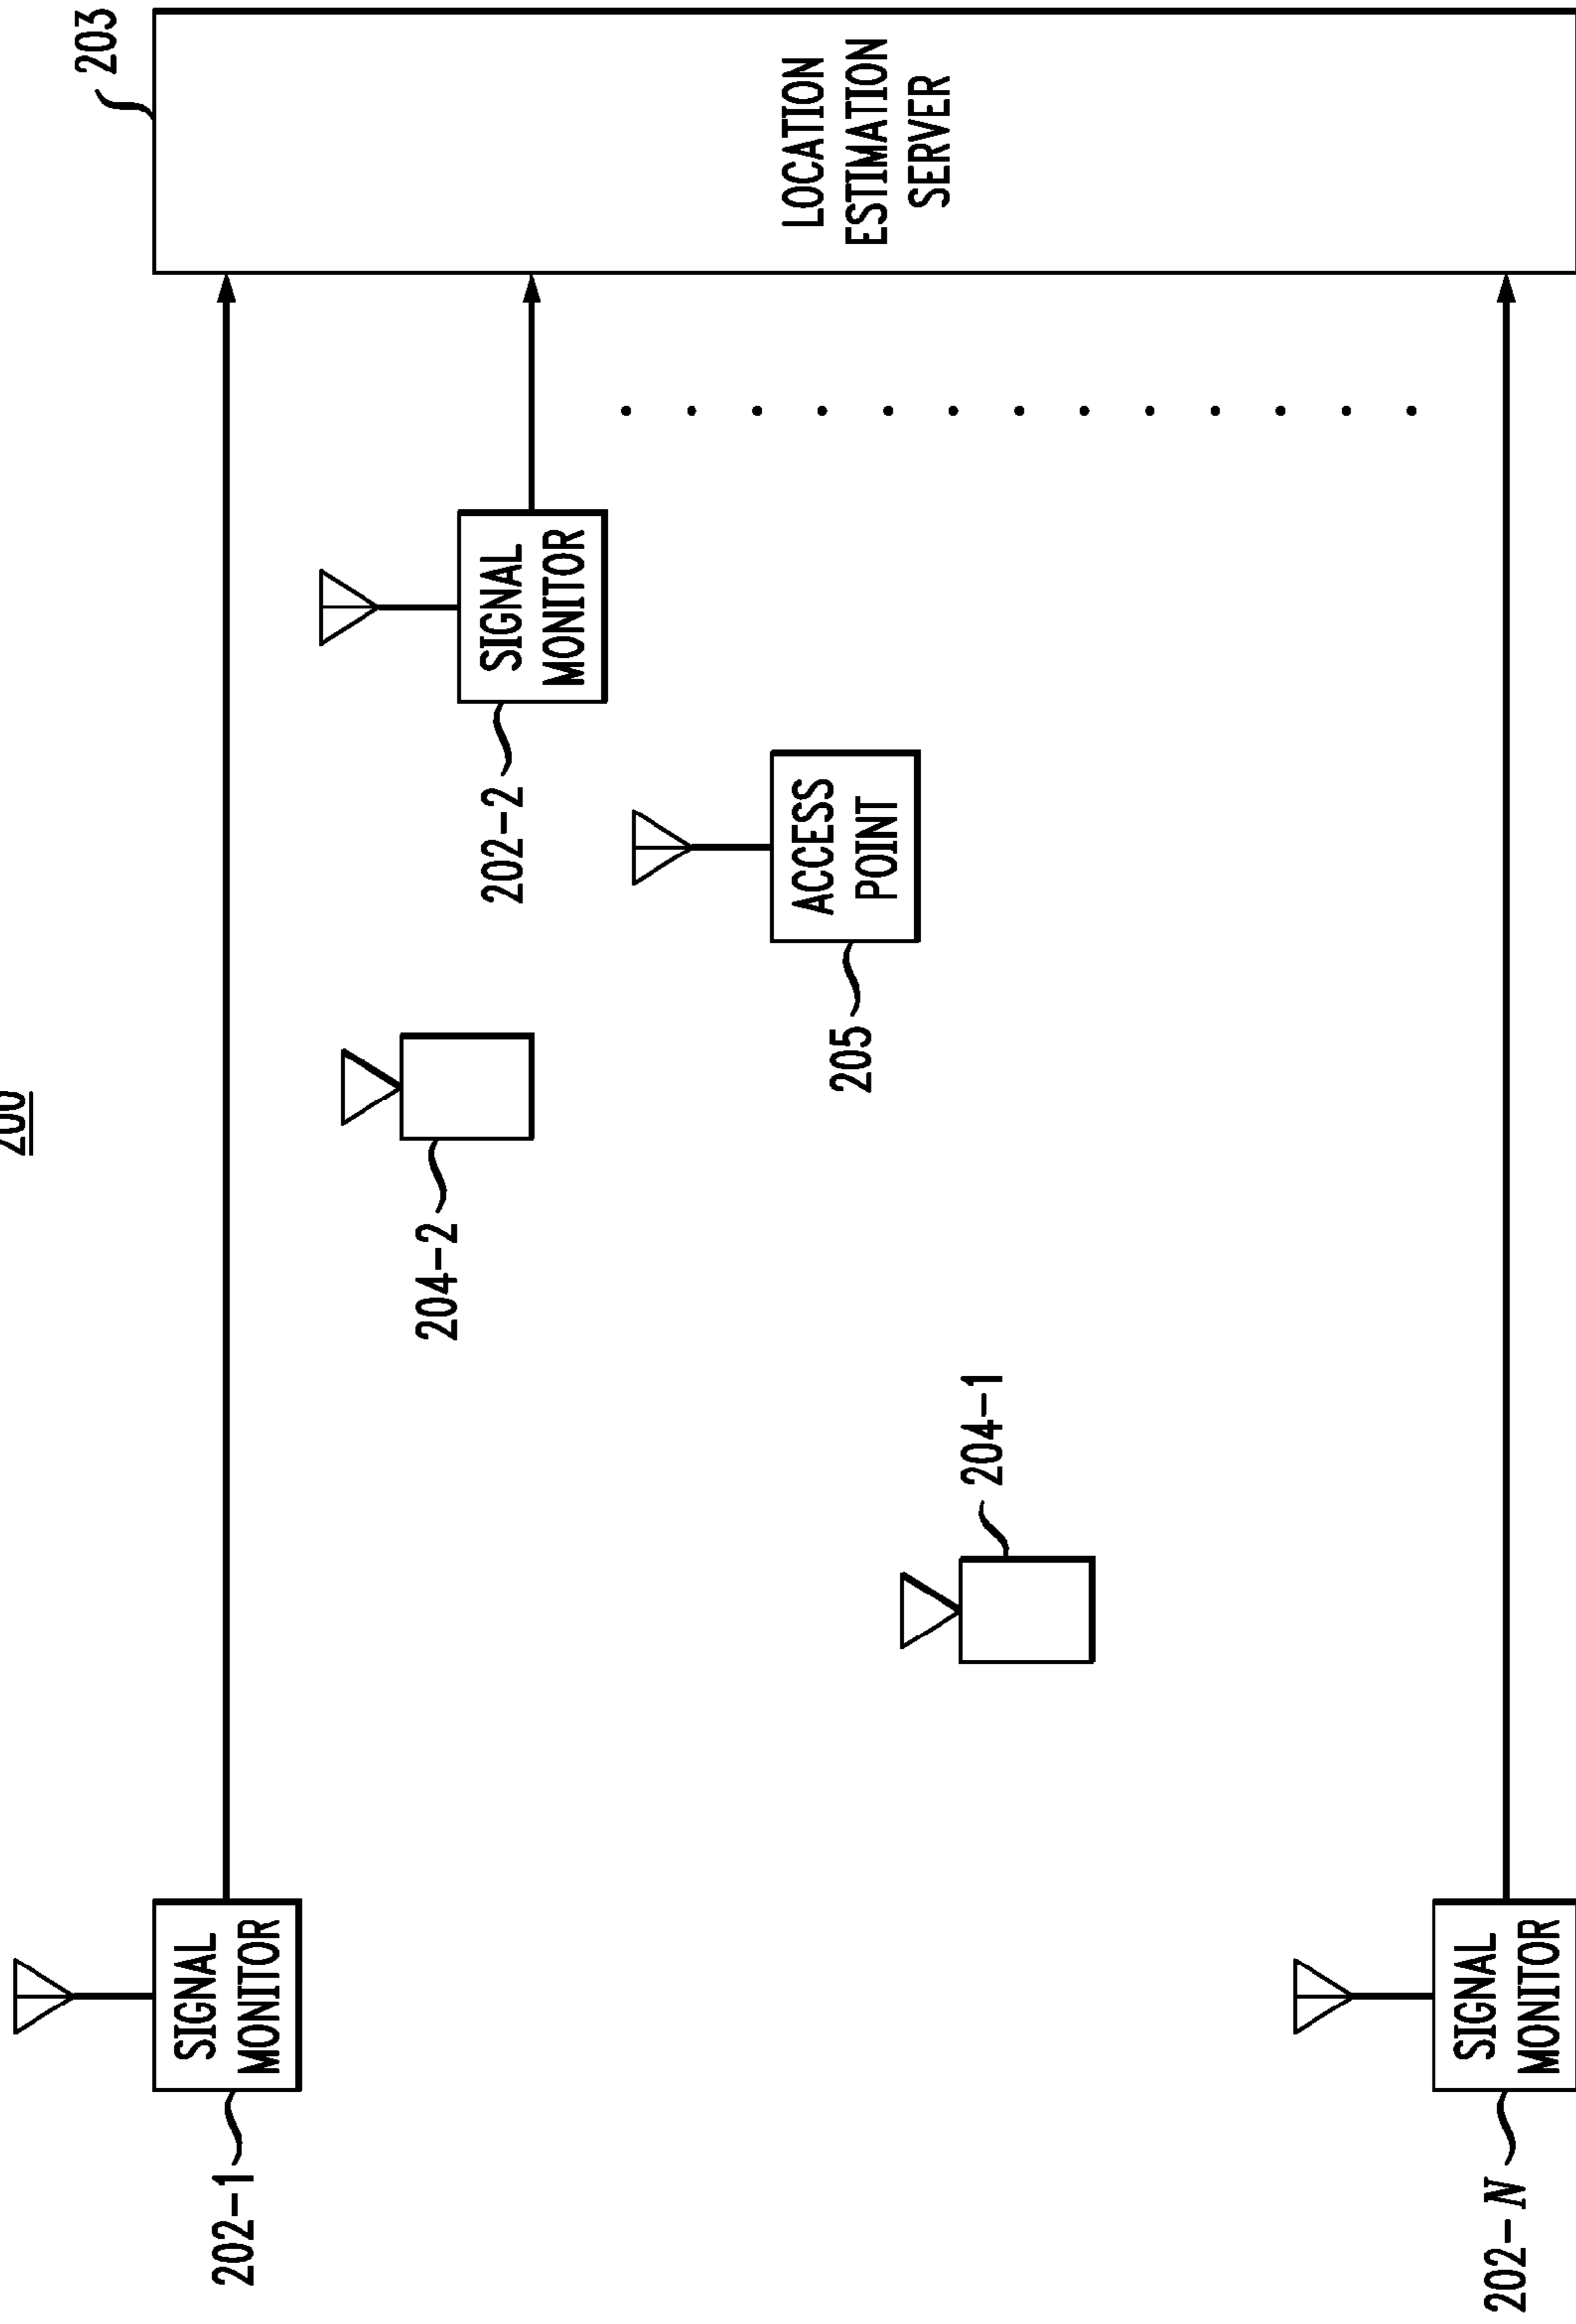 200
203
202-1
SIGNAL
MONITOR
204-2
202-2
SIGNAL
MONITOR
205
ACCESS
POINT
LOCATION
ESTIMATION
SERVER
204-1
202-N
SIGNAL
MONITOR